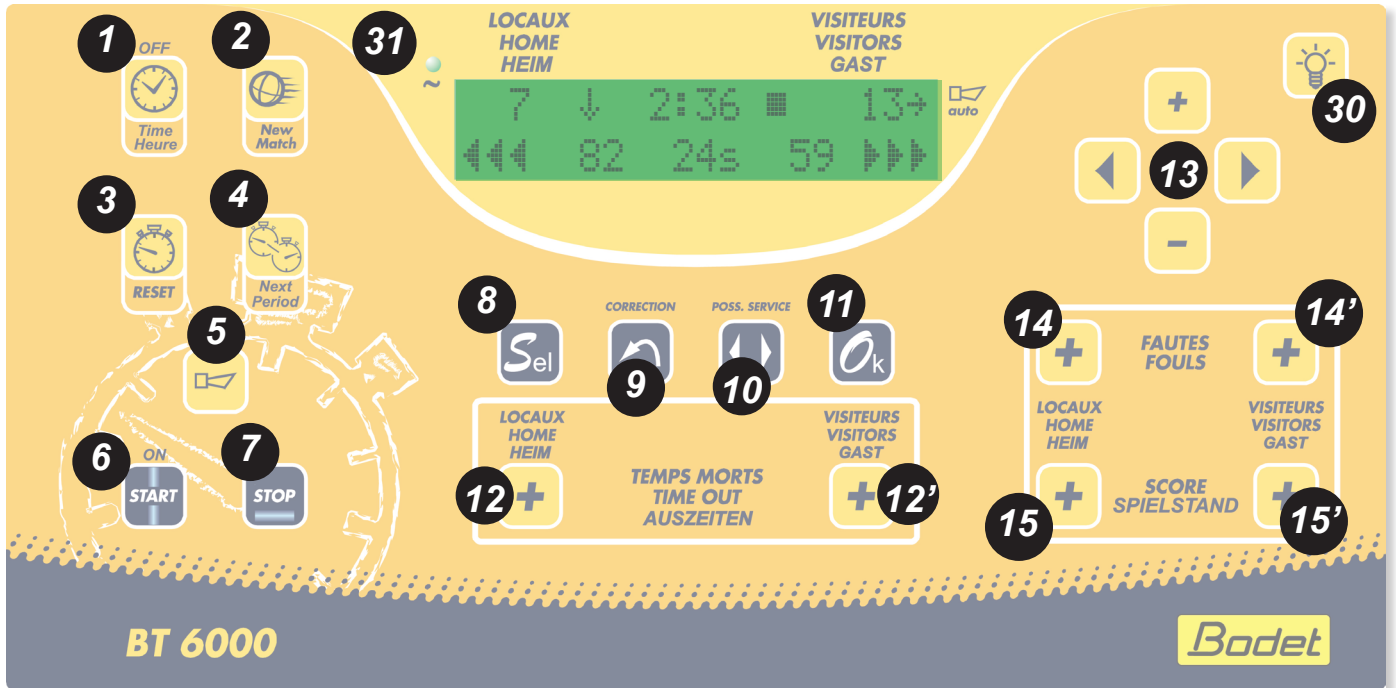 1
OFF
Time
Heure
2
New
Match
31
~
LOCAUX
HOME
HEIM
VISITEURS
VISITORS
GAST
7 ↓ 2:36 ■ 13→
◀◀◀ 82 24s 59 ▶▶▶
auto
30
+
◀ 13 ▶
-
3
RESET
4
Next
Period
5
6
ON
START
7
STOP
8
Sel
CORRECTION
9
POSS. SERVICE
10
11
Ok
LOCAUX
HOME
HEIM
12 +
TEMPS MORTS
TIME OUT
AUSZEITEN
VISITEURS
VISITORS
GAST
+ 12’
14
+
FAUTES
FOULS
14’
+
LOCAUX
HOME
HEIM
VISITEURS
VISITORS
GAST
15
+
SCORE
SPIELSTAND
+
15’
BT 6000
Bodet